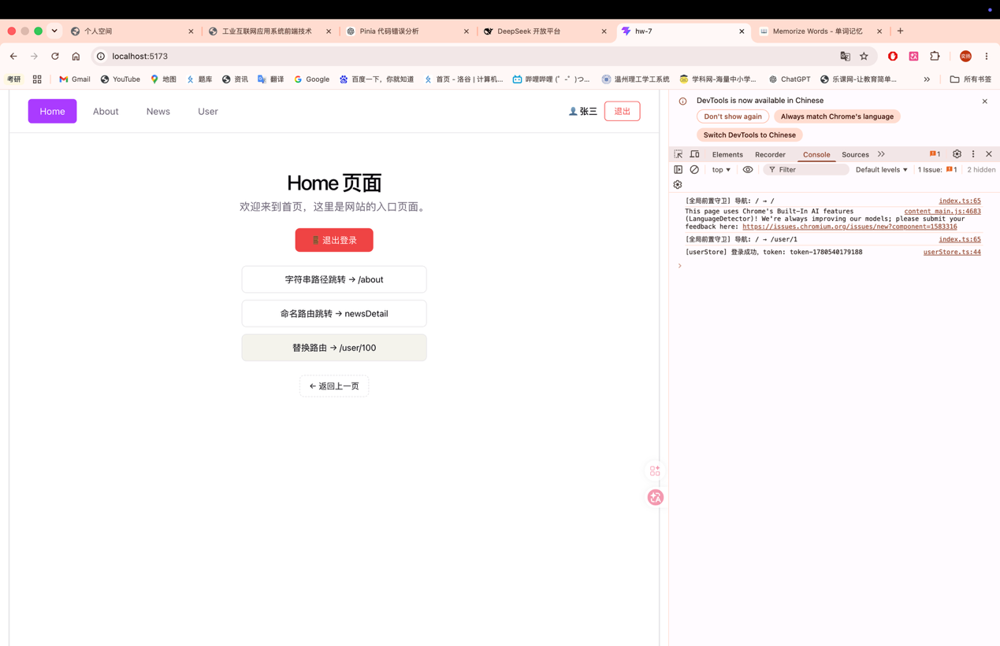 个人空间
工业互联网应用系统前端技术
Pinia 代码错误分析
DeepSeek 开放平台
hw-7
Memorize Words - 单词记忆
localhost:5173
考研
Gmail
YouTube
地图
题库
资讯
翻译
Google
百度一下，你就知道
首页 - 洛谷 | 计算机...
哔哩哔哩 (゜-゜)つ...
温州理工学工系统
学科网-海量中小学...
ChatGPT
乐课网-让教育简单...
所有书签
Home
About
News
User
张三
退出
Home 页面
欢迎来到首页，这里是网站的入口页面。
退出登录
字符串路径跳转 → /about
命名路由跳转 → newsDetail
替换路由 → /user/100
← 返回上一页
DevTools is now available in Chinese
Don't show again
Always match Chrome's language
Switch DevTools to Chinese
Elements
Recorder
Console
Sources
1
top
Filter
Default levels
1 Issue: 1
2 hidden
[全局前置守卫] 导航: / → / index.ts:65
This page uses Chrome's Built-In AI features content main.js:4683
(LanguageDetector)! We're always improving our models; please submit your
feedback here: https://issues.chromium.org/issues/new?component=1583316
[全局前置守卫] 导航: / → /user/1 index.ts:65
[userStore] 登录成功, token: token-1780540179188 userStore.ts:44